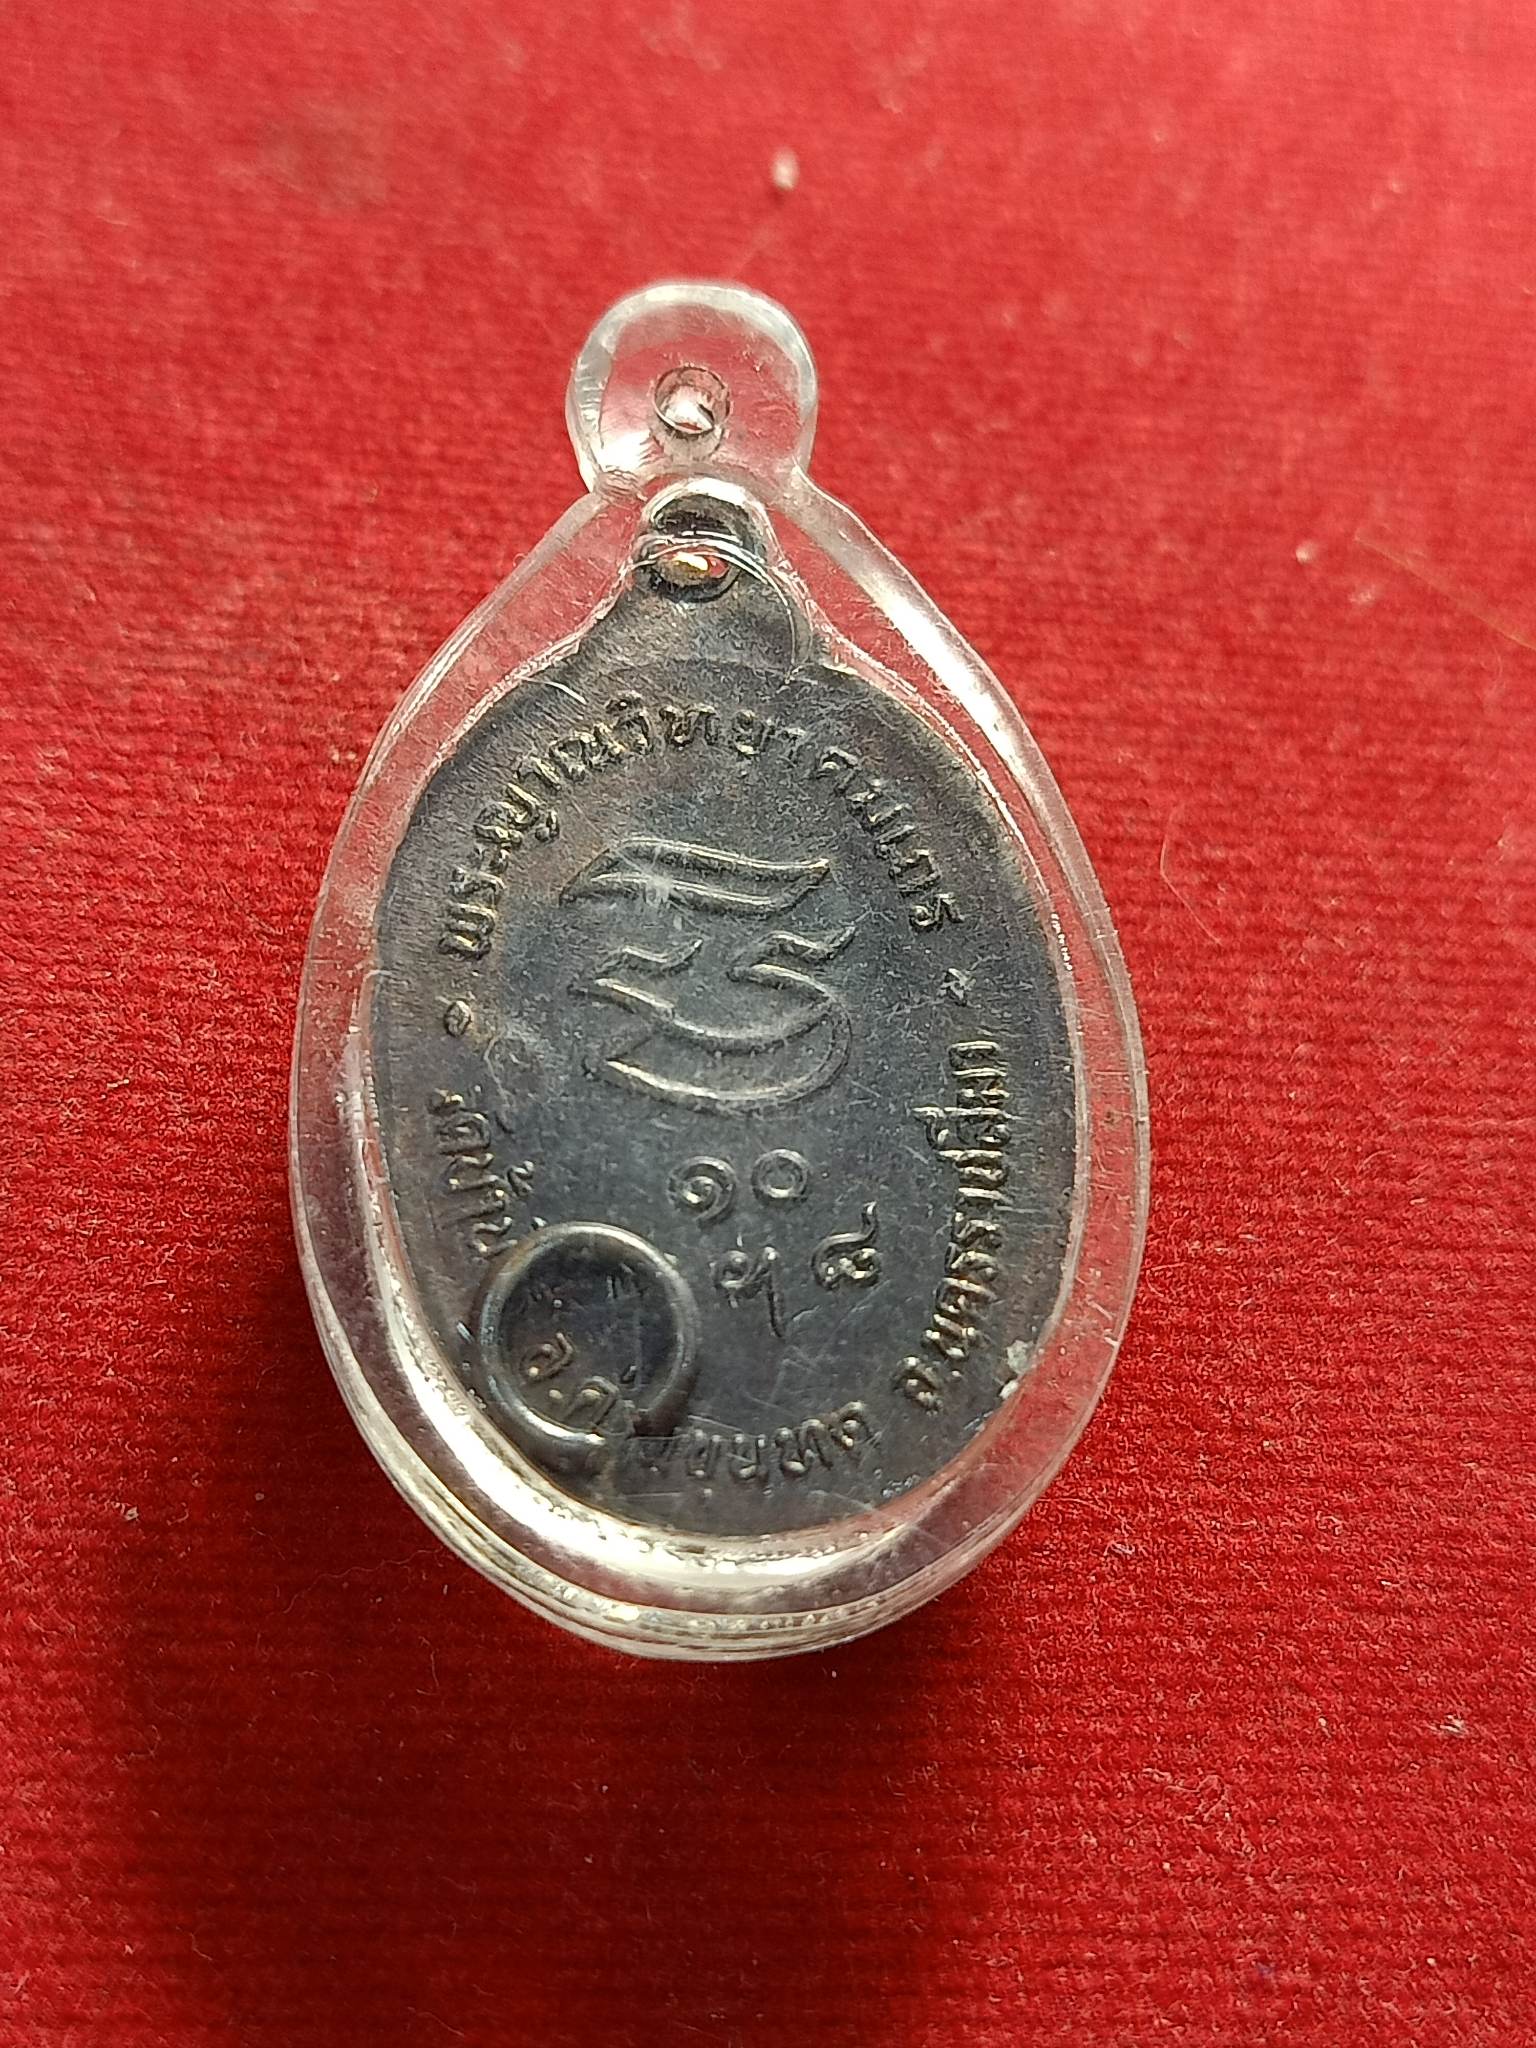 พระญาณวิทยาคมเถร
๑๐
๘
วัดบ้านไร่
อ.ด่านขุนทด
จ.นครราชสีมา